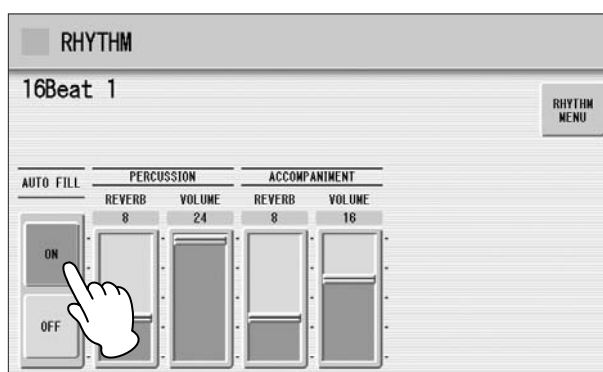 RHYTHM
16Beat 1
RHYTHM
MENU
AUTO FILL
PERCUSSION
ACCOMPANIMENT
REVERB VOLUME REVERB VOLUME
8 24 8 16
ON
OFF